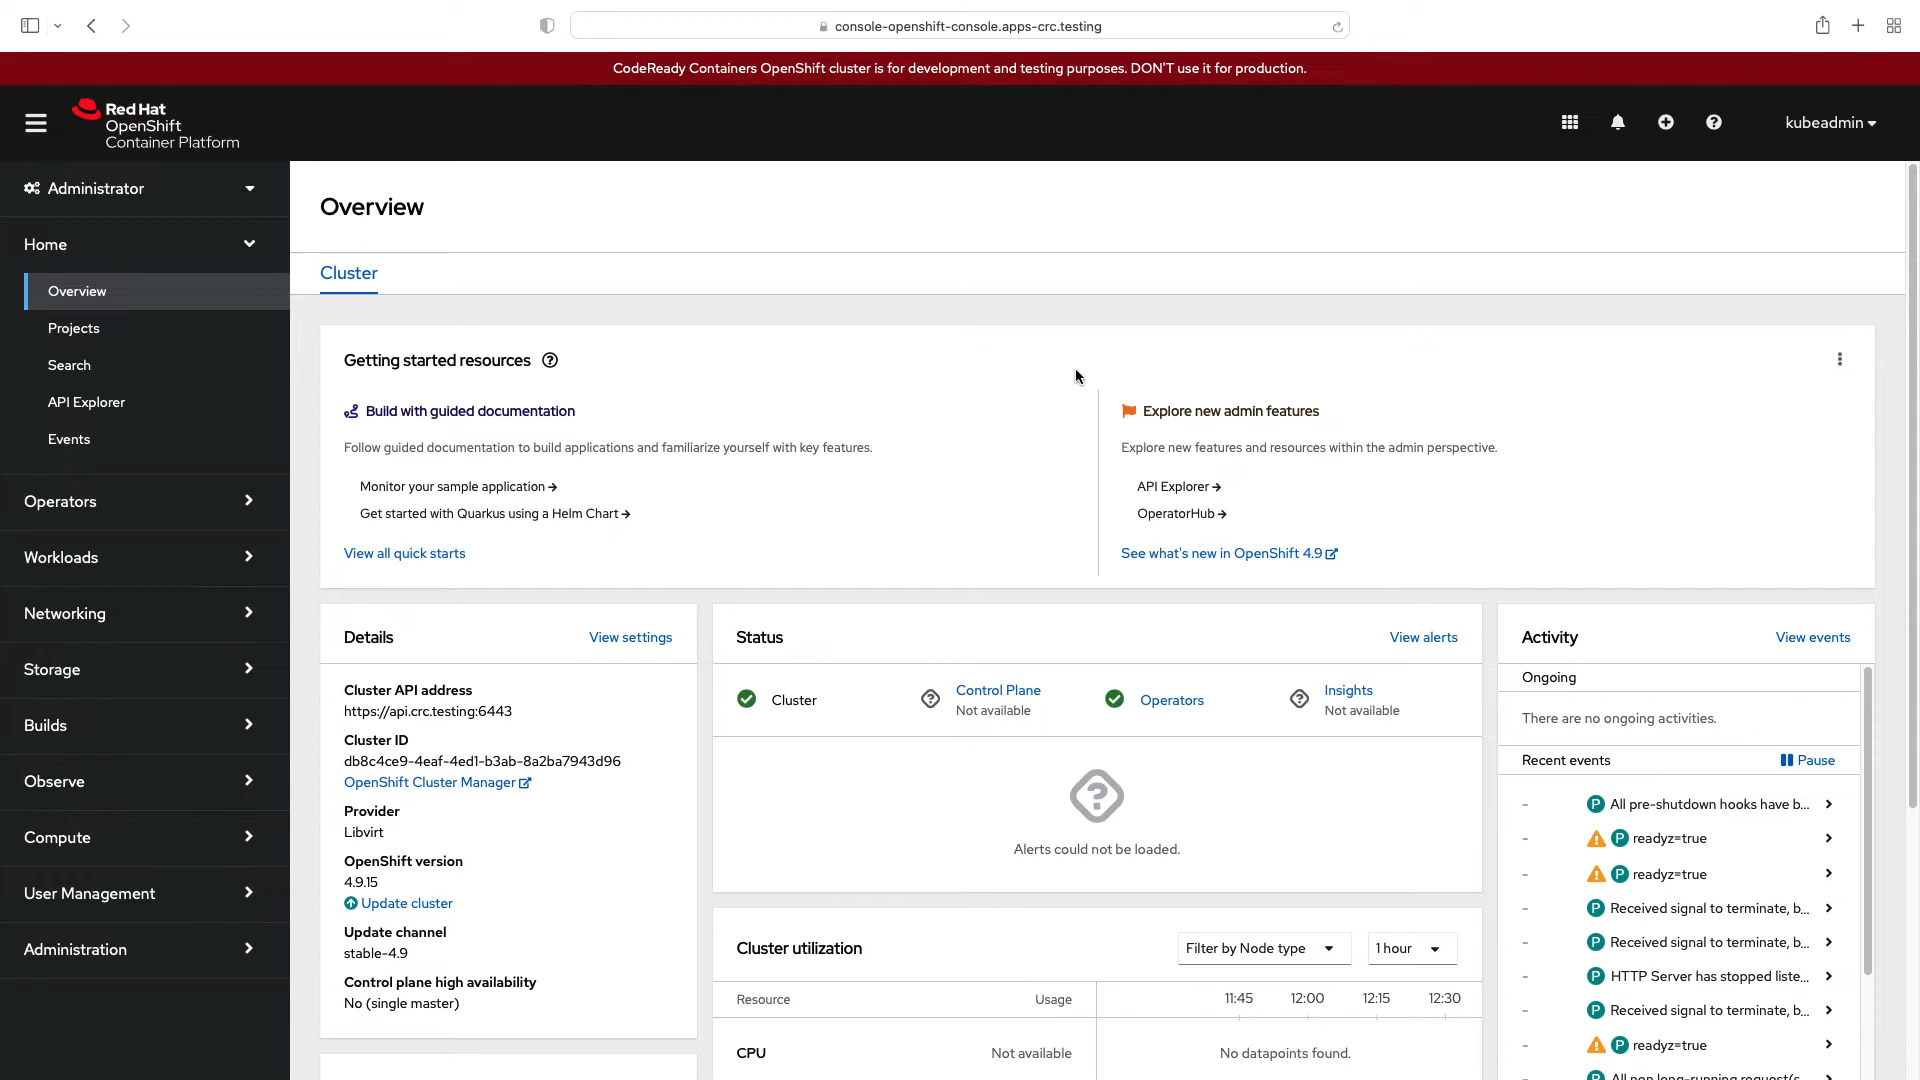 console-openshift-console.apps-crc.testing
CodeReady Containers OpenShift cluster is for development and testing purposes. DON'T use it for production.
Red Hat
OpenShift
Container Platform
kubeadmin
Administrator
Home
Overview
Projects
Search
API Explorer
Events
Operators
Workloads
Networking
Storage
Builds
Observe
Compute
User Management
Administration
Overview
Cluster
Getting started resources
Build with guided documentation
Follow guided documentation to build applications and familiarize yourself with key features.
Monitor your sample application
Get started with Quarkus using a Helm Chart
View all quick starts
Explore new admin features
Explore new features and resources within the admin perspective.
API Explorer
OperatorHub
See what's new in OpenShift 4.9
Details
View settings
Cluster API address
https://api.crc.testing:6443
Cluster ID
db8c4ce9-4eaf-4ed1-b3ab-8a2ba7943d96
OpenShift Cluster Manager
Provider
Libvirt
OpenShift version
4.9.15
Update cluster
Update channel
stable-4.9
Control plane high availability
No (single master)
Status
View alerts
Cluster
Control Plane
Not available
Operators
Insights
Not available
Alerts could not be loaded.
Cluster utilization
Filter by Node type
1 hour
Resource
Usage
11:45
12:00
12:15
12:30
CPU
Not available
No datapoints found.
Activity
View events
Ongoing
There are no ongoing activities.
Recent events
Pause
- P All pre-shutdown hooks have b...
- P readyz=true
- P readyz=true
- P Received signal to terminate, b...
- P Received signal to terminate, b...
- P HTTP Server has stopped liste...
- P Received signal to terminate, b...
- P readyz=true
P All non long-running request(s